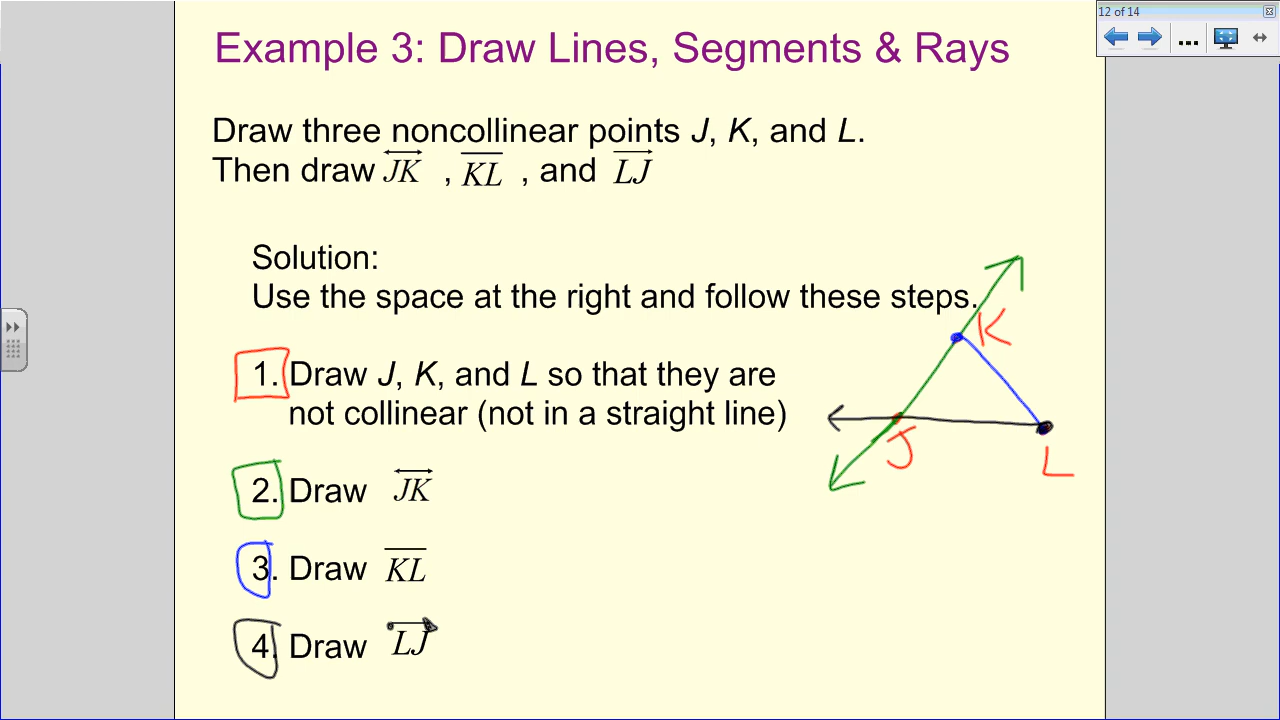 12 of 14
Example 3: Draw Lines, Segments & Rays
Draw three noncollinear points J, K, and L.
Then draw JK , KL , and LJ
Solution:
Use the space at the right and follow these steps.
1. Draw J, K, and L so that they are
not collinear (not in a straight line)
2. Draw JK
3. Draw KL
4. Draw LJ
K
J
L